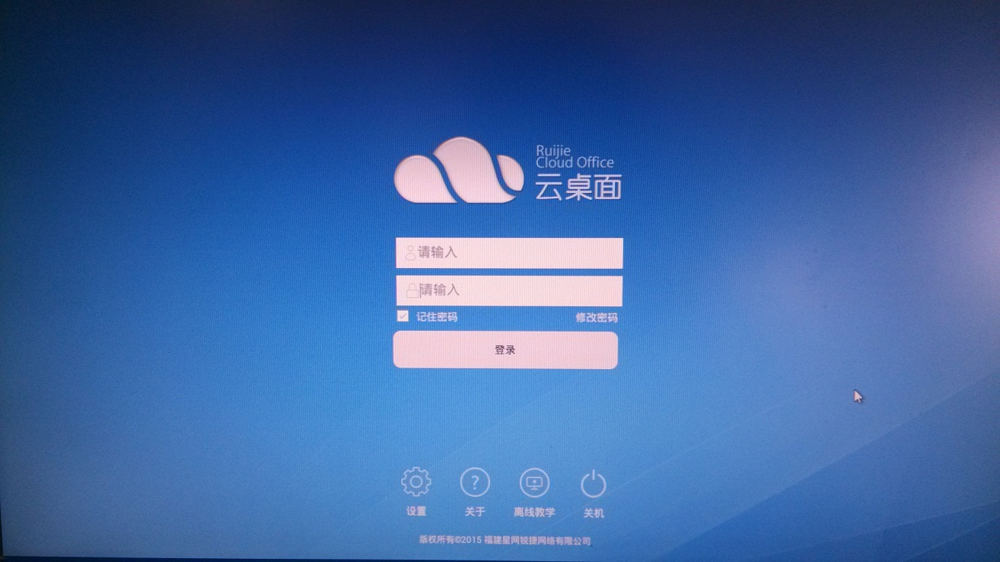 Ruijie
Cloud Office
云桌面
请输入
请输入
记住密码 修改密码
登录
?
设置 关于 离线教学 关机
版权所有©2015 福建星网锐捷网络有限公司